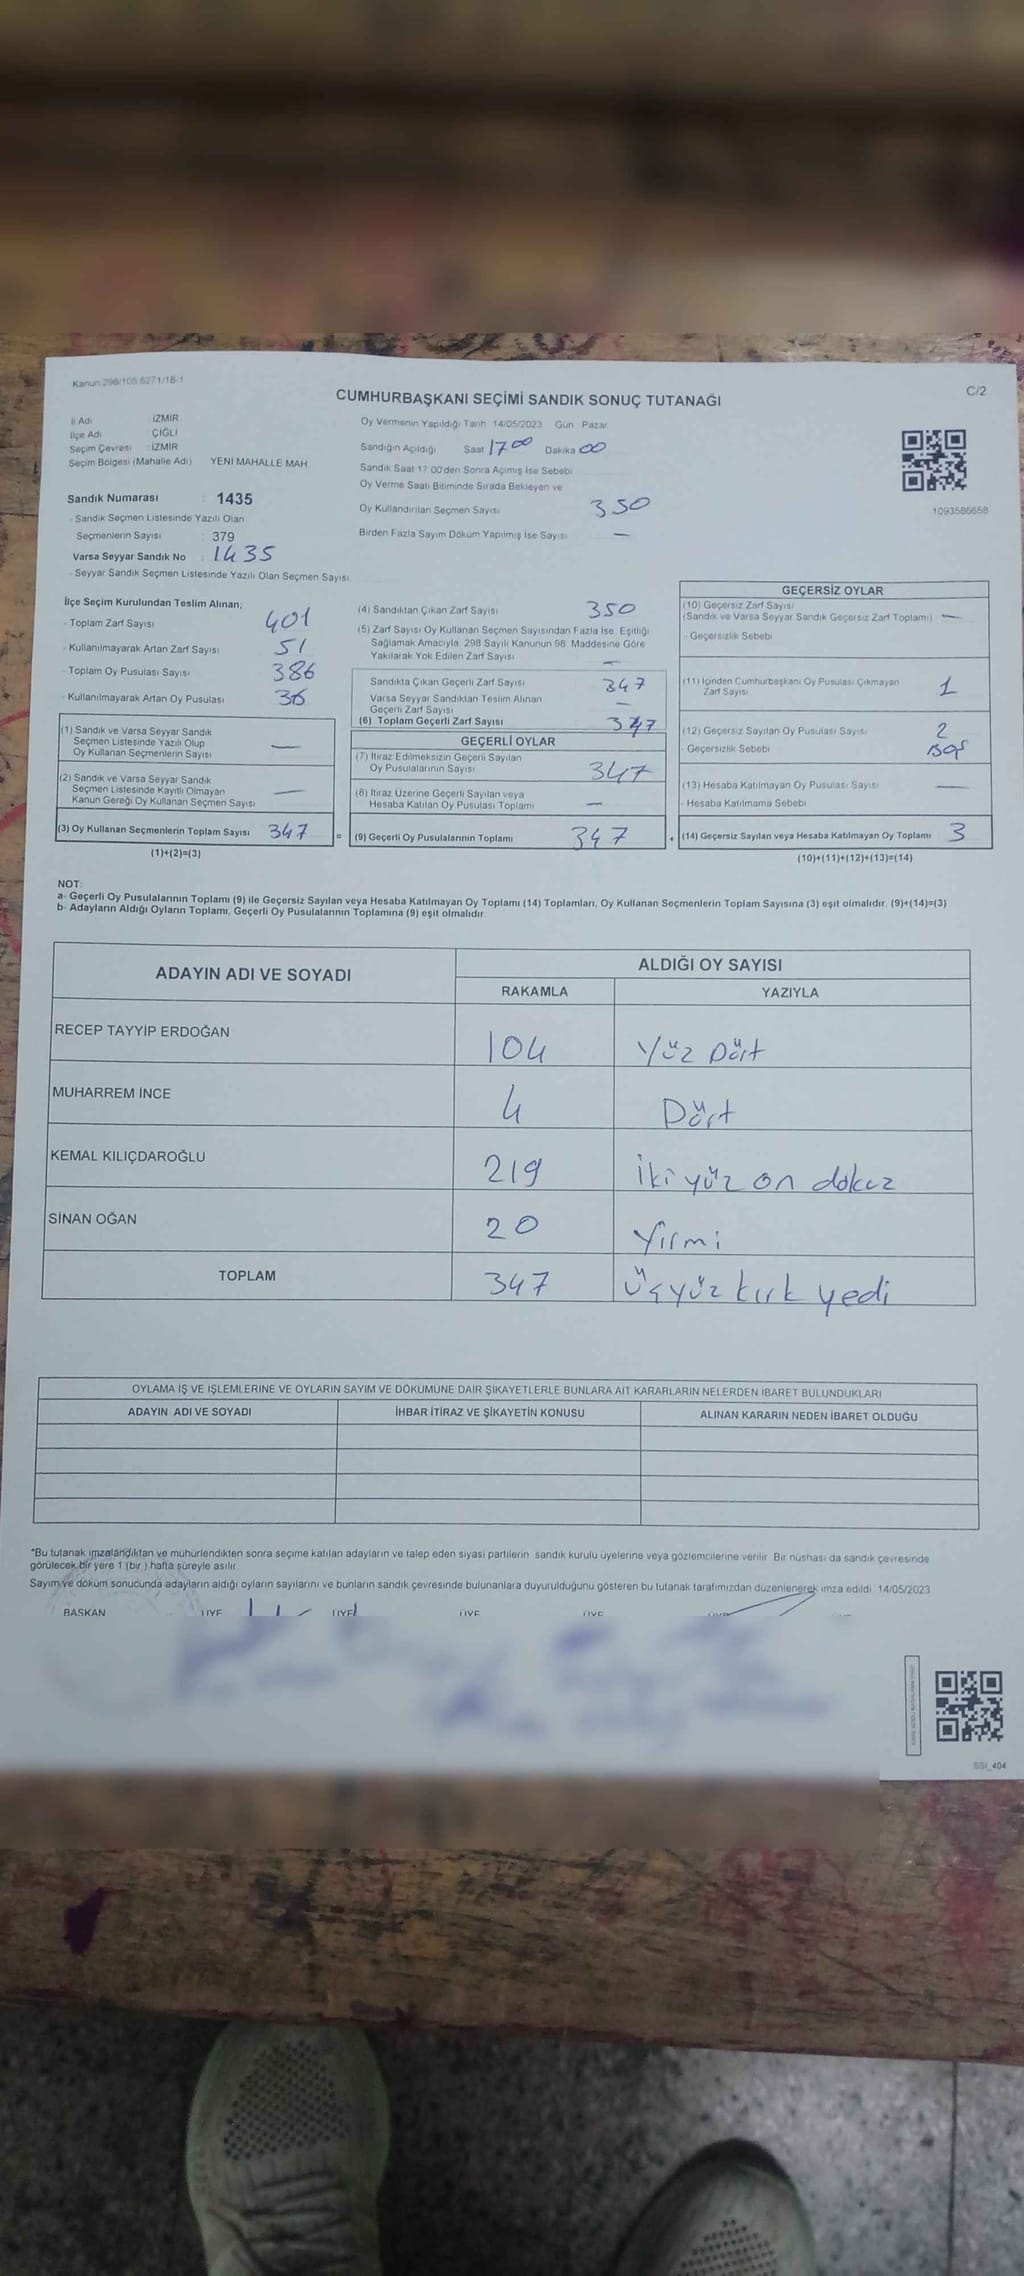 Kanun 298/105 6271/18-1
C/2
CUMHURBAŞKANI SEÇİMİ SANDIK SONUÇ TUTANAĞI
İl Adı : İZMİR
İlçe Adı : ÇİĞLİ
Seçim Çevresi : İZMİR
Seçim Bölgesi (Mahalle Adı) YENİ MAHALLE MAH.
Sandık Numarası : 1435
- Sandık Seçmen Listesinde Yazılı Olan
Seçmenlerin Sayısı : 379
Varsa Seyyar Sandık No : 1435
- Seyyar Sandık Seçmen Listesinde Yazılı Olan Seçmen Sayısı
Oy Vermenin Yapıldığı Tarih 14/05/2023 Gün Pazar
Sandığın Açıldığı Saat 17 00 Dakika 00
Sandık Saat 17 00'den Sonra Açılmış İse Sebebi
Oy Verme Saati Bitiminde Sırada Bekleyen ve
Oy Kullandırılan Seçmen Sayısı 350
Birden Fazla Sayım Döküm Yapılmış İse Sayısı —
1093586658
İlçe Seçim Kurulundan Teslim Alınan;
- Toplam Zarf Sayısı 401
- Kullanılmayarak Artan Zarf Sayısı 51
- Toplam Oy Pusulası Sayısı 386
- Kullanılmayarak Artan Oy Pusulası 36
(1) Sandık ve Varsa Seyyar Sandık
Seçmen Listesinde Yazılı Olup
Oy Kullanan Seçmenlerin Sayısı —
(2) Sandık ve Varsa Seyyar Sandık
Seçmen Listesinde Kayıtlı Olmayan
Kanun Gereği Oy Kullanan Seçmen Sayısı —
(3) Oy Kullanan Seçmenlerin Toplam Sayısı 347 =
(1)+(2)=(3)
(4) Sandıktan Çıkan Zarf Sayısı 350
(5) Zarf Sayısı Oy Kullanan Seçmen Sayısından Fazla İse, Eşitliği
Sağlamak Amacıyla, 298 Sayılı Kanunun 98. Maddesine Göre
Yakılarak Yok Edilen Zarf Sayısı —
Sandıkta Çıkan Geçerli Zarf Sayısı 347
Varsa Seyyar Sandıktan Teslim Alınan
Geçerli Zarf Sayısı —
(6) Toplam Geçerli Zarf Sayısı 347
GEÇERLİ OYLAR
(7) İtiraz Edilmeksizin Geçerli Sayılan
Oy Pusulalarının Sayısı 347
(8) İtiraz Üzerine Geçerli Sayılan veya
Hesaba Katılan Oy Pusulası Toplamı —
(9) Geçerli Oy Pusulalarının Toplamı 347 +
GEÇERSİZ OYLAR
(10) Geçersiz Zarf Sayısı
(Sandık ve Varsa Seyyar Sandık Geçersiz Zarf Toplamı) —
- Geçersizlik Sebebi
(11) İçinden Cumhurbaşkanı Oy Pusulası Çıkmayan
Zarf Sayısı 1
(12) Geçersiz Sayılan Oy Pusulası Sayısı 2
- Geçersizlik Sebebi BOŞ
(13) Hesaba Katılmayan Oy Pusulası Sayısı —
- Hesaba Katılmama Sebebi
(14) Geçersiz Sayılan veya Hesaba Katılmayan Oy Toplamı 3
(10)+(11)+(12)+(13)=(14)
NOT:
a- Geçerli Oy Pusulalarının Toplamı (9) ile Geçersiz Sayılan veya Hesaba Katılmayan Oy Toplamı (14) Toplamları, Oy Kullanan Seçmenlerin Toplam Sayısına (3) eşit olmalıdır. (9)+(14)=(3)
b- Adayların Aldığı Oyların Toplamı, Geçerli Oy Pusulalarının Toplamına (9) eşit olmalıdır.
ADAYIN ADI VE SOYADI
ALDIĞI OY SAYISI
RAKAMLA YAZIYLA
RECEP TAYYİP ERDOĞAN 104 Yüz Dört
MUHARREM İNCE 4 Dört
KEMAL KILIÇDAROĞLU 219 İkiyüz on dokuz
SİNAN OĞAN 20 Yirmi
TOPLAM 347 Üçyüz kırk yedi
OYLAMA İŞ VE İŞLEMLERİNE VE OYLARIN SAYIM VE DÖKÜMÜNE DAİR ŞİKAYETLERLE BUNLARA AİT KARARLARIN NELERDEN İBARET BULUNDUKLARI
ADAYIN ADI VE SOYADI İHBAR İTİRAZ VE ŞİKAYETİN KONUSU ALINAN KARARIN NEDEN İBARET OLDUĞU
*Bu tutanak imzalandıktan ve mühürlendikten sonra seçime katılan adayların ve talep eden siyasi partilerin sandık kurulu üyelerine veya gözlemcilerine verilir. Bir nüshası da sandık çevresinde
görülecek bir yere 1 (bir ) hafta süreyle asılır.
Sayım ve döküm sonucunda adayların aldığı oyların sayılarını ve bunların sandık çevresinde bulunanlara duyurulduğunu gösteren bu tutanak tarafımızdan düzenlenerek imza edildi. 14/05/2023
BAŞKAN ÜYE ÜYE ÜYE ÜYE
SSI_404